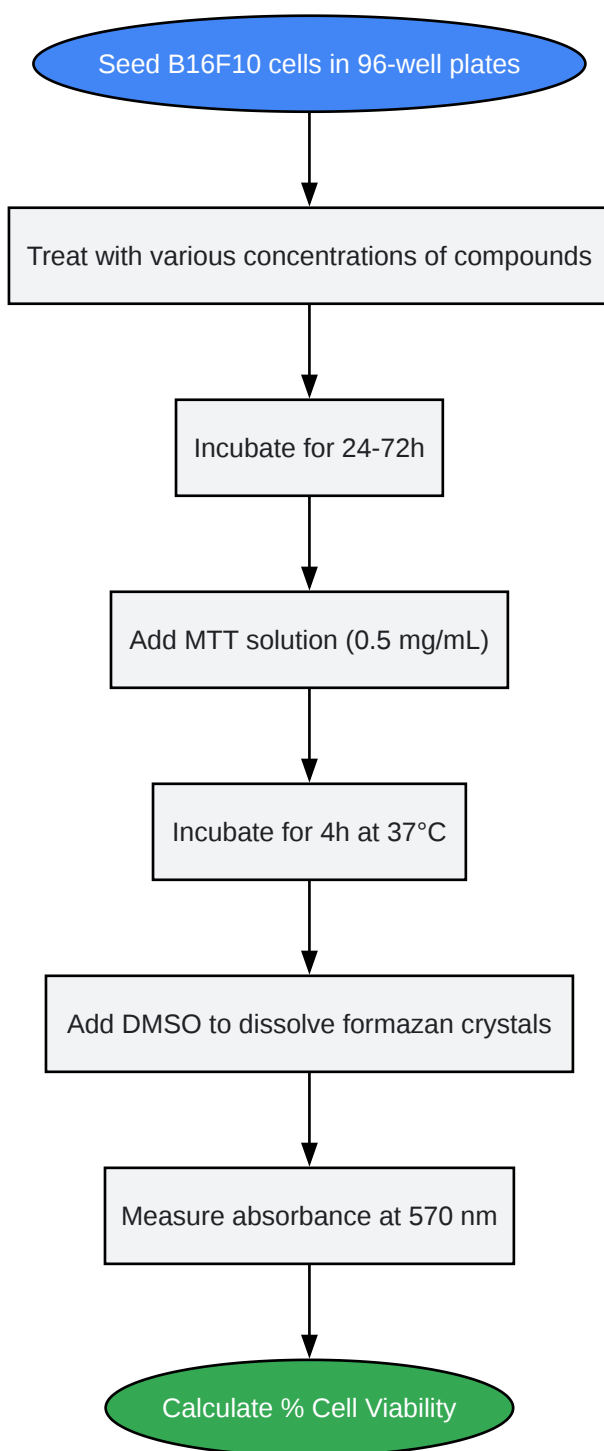 Seed B16F10 cells in 96-well plates
Treat with various concentrations of compounds
Incubate for 24-72h
Add MTT solution (0.5 mg/mL)
Incubate for 4h at 37°C
Add DMSO to dissolve formazan crystals
Measure absorbance at 570 nm
Calculate % Cell Viability